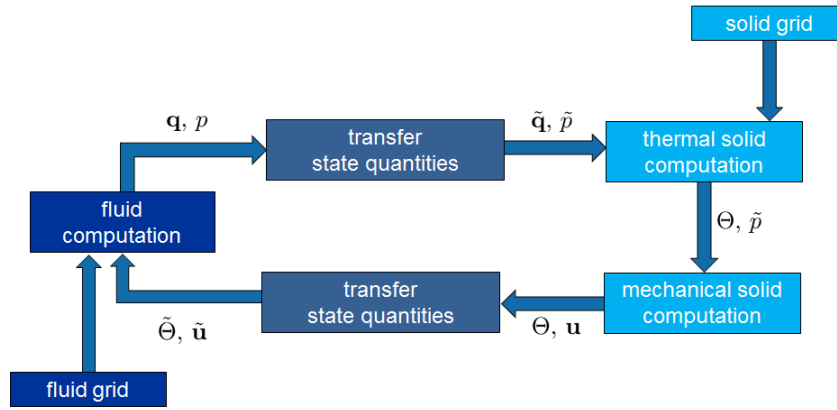 solid grid
q, p
transfer
state quantities
q̃, p̃
thermal solid
computation
fluid
computation
Θ, p̃
transfer
state quantities
mechanical solid
computation
Θ̃, ũ
Θ, u
fluid grid